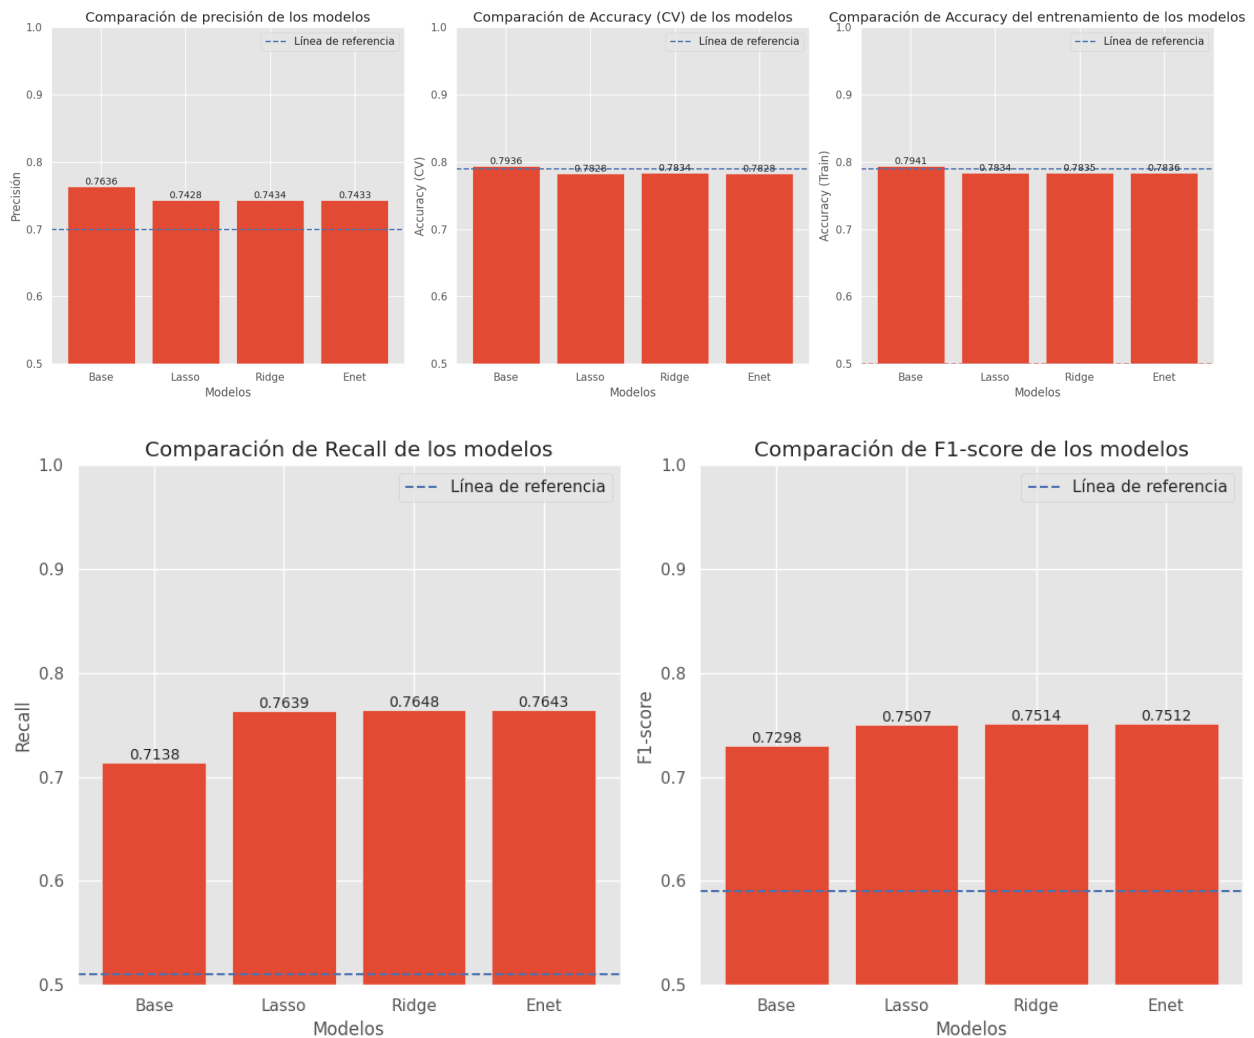 Comparación de precisión de los modelos
1.0
0.9
0.8
0.7
0.6
0.5
Precisión
Línea de referencia
0.7636
0.7428
0.7434
0.7433
Base
Lasso
Ridge
Enet
Modelos
Comparación de Accuracy (CV) de los modelos
1.0
0.9
0.8
0.7
0.6
0.5
Accuracy (CV)
Línea de referencia
0.7936
0.7828
0.7834
0.7828
Base
Lasso
Ridge
Enet
Modelos
Comparación de Accuracy del entrenamiento de los modelos
1.0
0.9
0.8
0.7
0.6
0.5
Accuracy (Train)
Línea de referencia
0.7941
0.7834
0.7835
0.7836
Base
Lasso
Ridge
Enet
Modelos
Comparación de Recall de los modelos
1.0
0.9
0.8
0.7
0.6
0.5
Recall
Línea de referencia
0.7138
0.7639
0.7648
0.7643
Base
Lasso
Ridge
Enet
Modelos
Comparación de F1-score de los modelos
1.0
0.9
0.8
0.7
0.6
0.5
F1-score
Línea de referencia
0.7298
0.7507
0.7514
0.7512
Base
Lasso
Ridge
Enet
Modelos